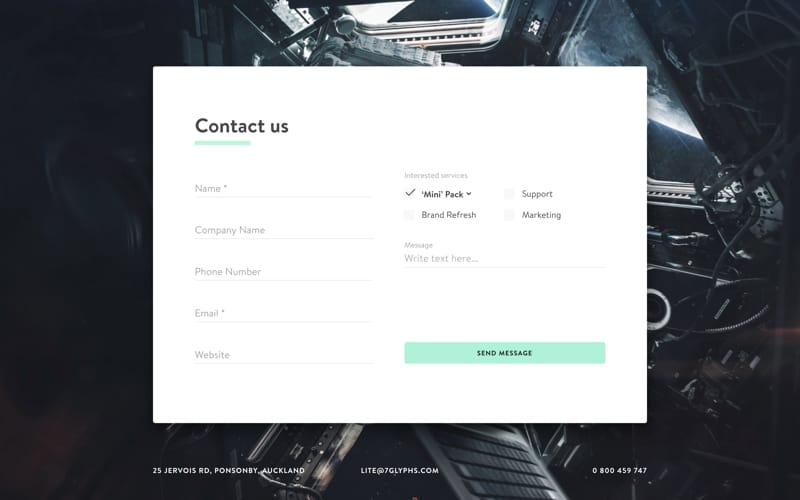 Contact us
Name *
Company Name
Phone Number
Email *
Website
Interested services
'Mini' Pack
Support
Brand Refresh
Marketing
Message
Write text here...
SEND MESSAGE
25 JERVOIS RD, PONSONBY, AUCKLAND
LITE@7GLYPHS.COM
0 800 459 747